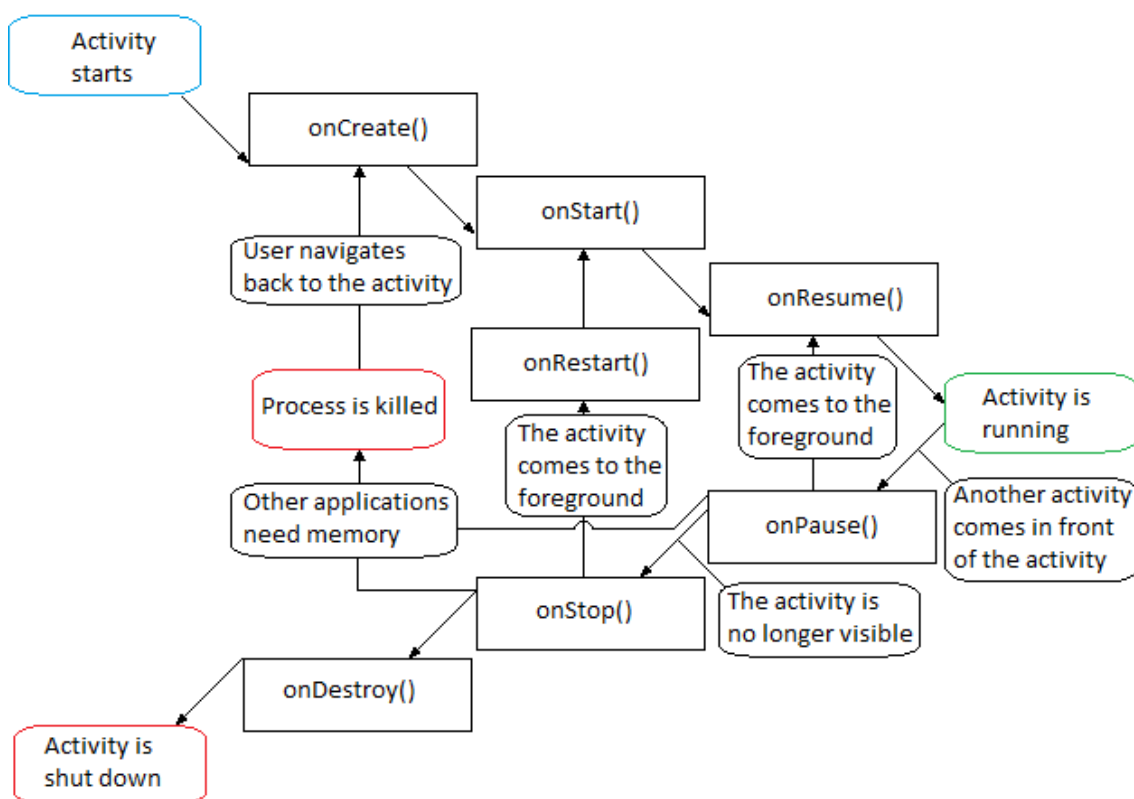 Activity
starts
onCreate()
onStart()
User navigates
back to the activity
onResume()
onRestart()
The activity
comes to the
foreground
Process is killed
Activity is
running
The activity
comes to the
foreground
Other applications
need memory
Another activity
comes in front
of the activity
onPause()
onStop()
The activity is
no longer visible
onDestroy()
Activity is
shut down